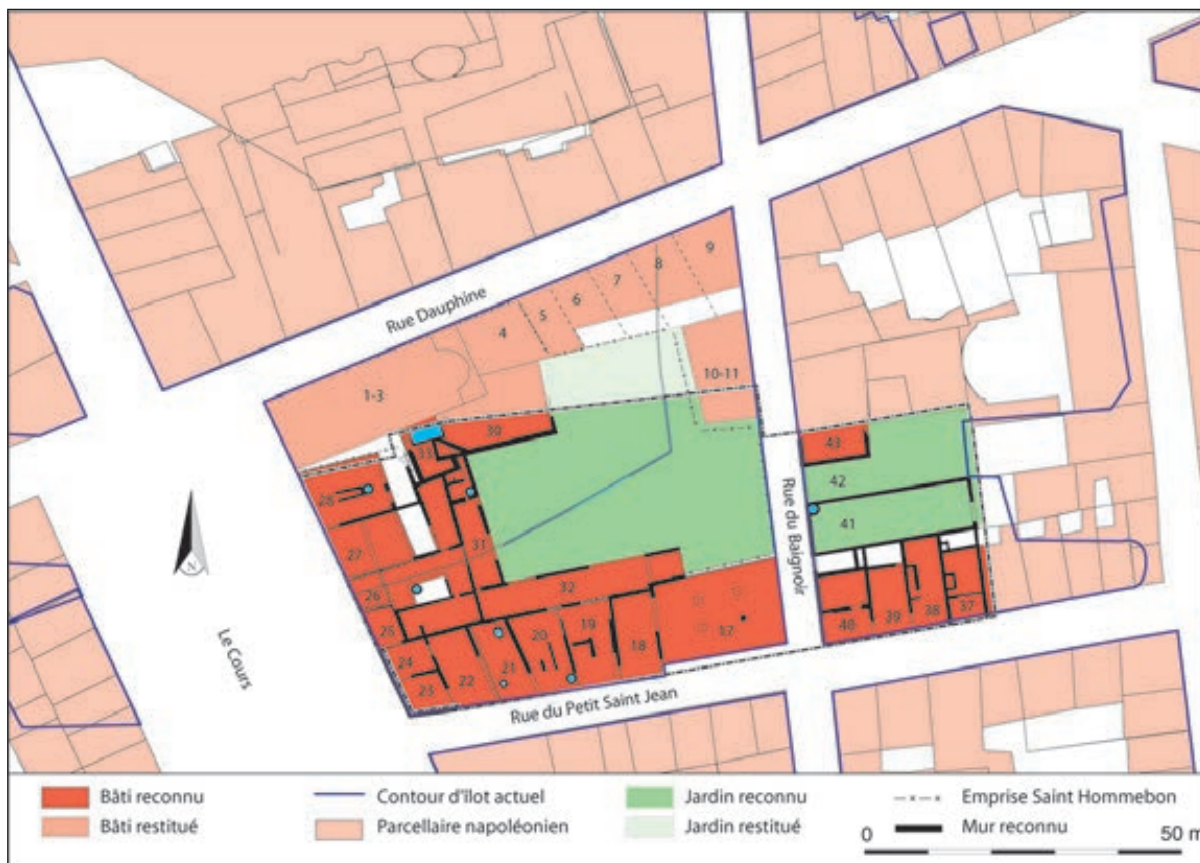 Rue Dauphine
9
8
7
6
5
4
10-11
1-3
30
33
43
28
42
Rue du Baignoir
41
27
31
32
26
25
20
19
18
17
39
38
37
24
21
22
23
Le Cours
Rue du Petit Saint Jean
N
Bâti reconnu
Contour d'îlot actuel
Jardin reconnu
Emprise Saint Hommebon
Bâti restitué
Parcellaire napoléonien
Jardin restitué
Mur reconnu
0 50 m